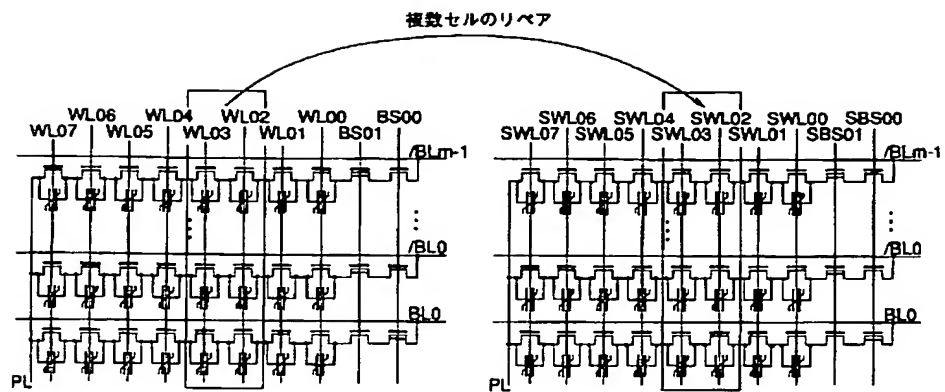 複数セルのリペア
WL06 WL04 WL02 WL00 BS00
WL07 WL05 WL03 WL01 BS01
/BLm-1
/BL0
BL0
PL
SWL06 SWL04 SWL02 SWL00 SBS00
SWL07 SWL05 SWL03 SWL01 SBS01
/BLm-1
/BL0
BL0
PL